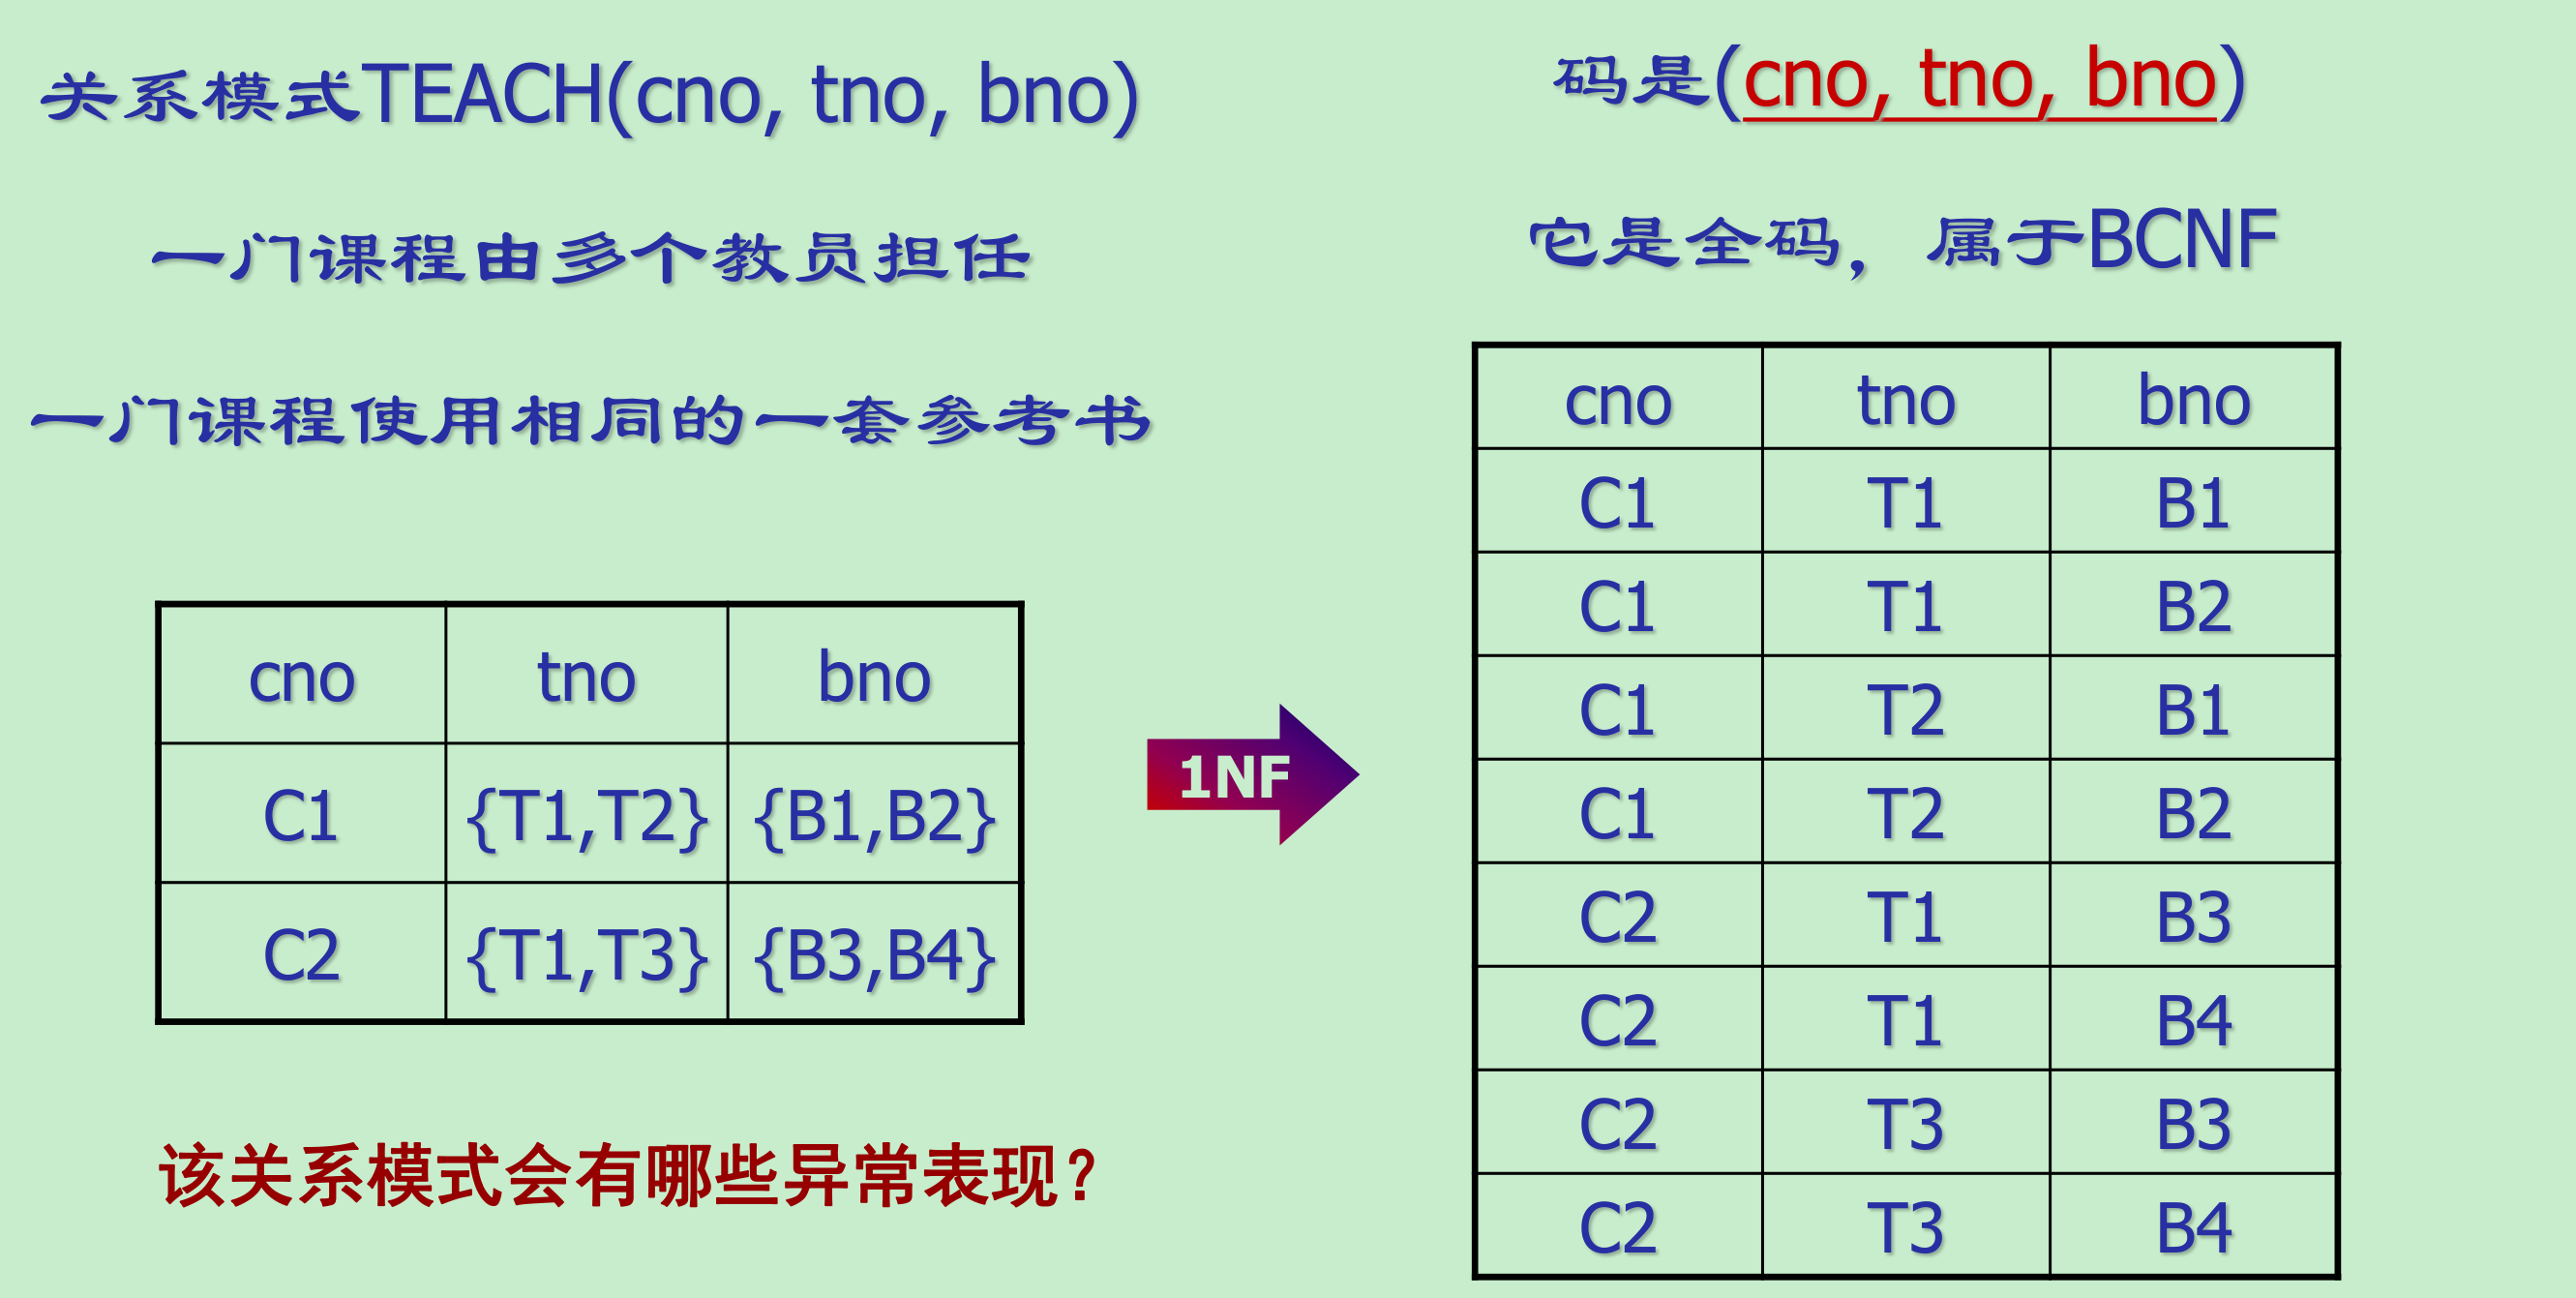 关系模式TEACH(cno, tno, bno)
一门课程由多个教员担任
一门课程使用相同的一套参考书
cno tno bno
C1 {T1,T2} {B1,B2}
C2 {T1,T3} {B3,B4}
该关系模式会有哪些异常表现?
1NF
码是(cno, tno, bno)
它是全码，属于BCNF
cno tno bno
C1 T1 B1
C1 T1 B2
C1 T2 B1
C1 T2 B2
C2 T1 B3
C2 T1 B4
C2 T3 B3
C2 T3 B4